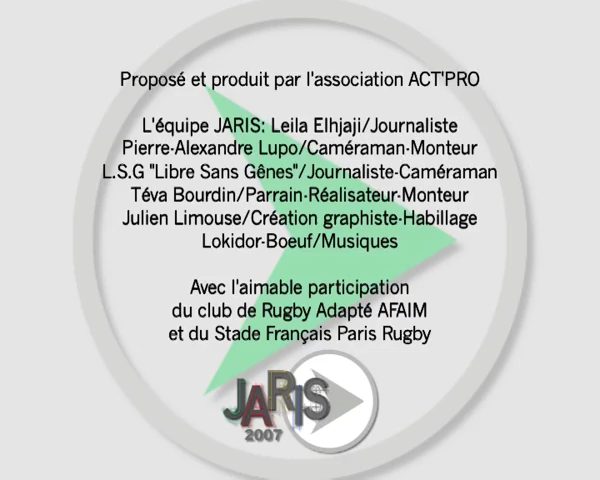 Proposé et produit par l'association ACT'PRO
L'équipe JARIS: Leila Elhjaji/Journaliste
Pierre-Alexandre Lupo/Caméraman-Monteur
L.S.G "Libre Sans Gênes"/Journaliste-Caméraman
Téva Bourdin/Parrain-Réalisateur-Monteur
Julien Limouse/Création graphiste-Habillage
Lokidor-Boeuf/Musiques
Avec l'aimable participation
du club de Rugby Adapté AFAIM
et du Stade Français Paris Rugby
JARIS
2007